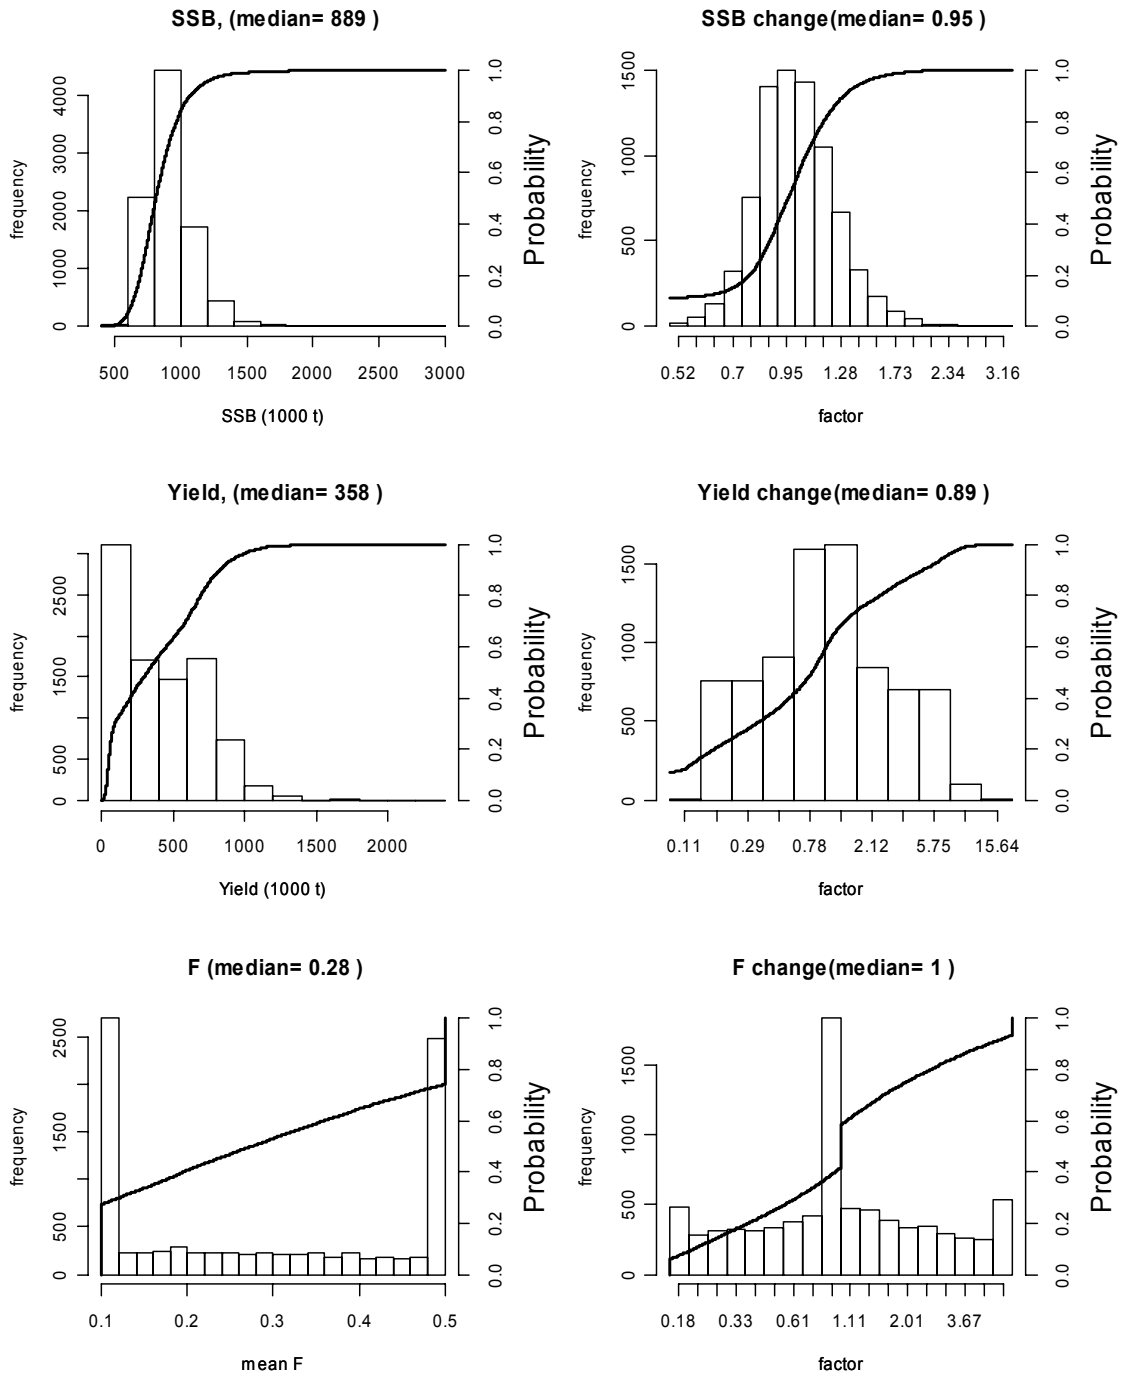 SSB, (median= 889 )
frequency
0 1000 2000 3000 4000
0.0 0.2 0.4 0.6 0.8 1.0
Probability
500 1000 1500 2000 2500 3000
SSB (1000 t)
SSB change(median= 0.95 )
frequency
0 500 1000 1500
0.0 0.2 0.4 0.6 0.8 1.0
Probability
0.52 0.7 0.95 1.28 1.73 2.34 3.16
factor
Yield, (median= 358 )
frequency
0 500 1500 2500
0.0 0.2 0.4 0.6 0.8 1.0
Probability
0 500 1000 1500 2000
Yield (1000 t)
Yield change(median= 0.89 )
frequency
0 500 1000 1500
0.0 0.2 0.4 0.6 0.8 1.0
Probability
0.11 0.29 0.78 2.12 5.75 15.64
factor
F (median= 0.28 )
frequency
0 500 1500 2500
0.0 0.2 0.4 0.6 0.8 1.0
Probability
0.1 0.2 0.3 0.4 0.5
mean F
F change(median= 1 )
frequency
0 500 1000 1500
0.0 0.2 0.4 0.6 0.8 1.0
Probability
0.18 0.33 0.61 1.11 2.01 3.67
factor